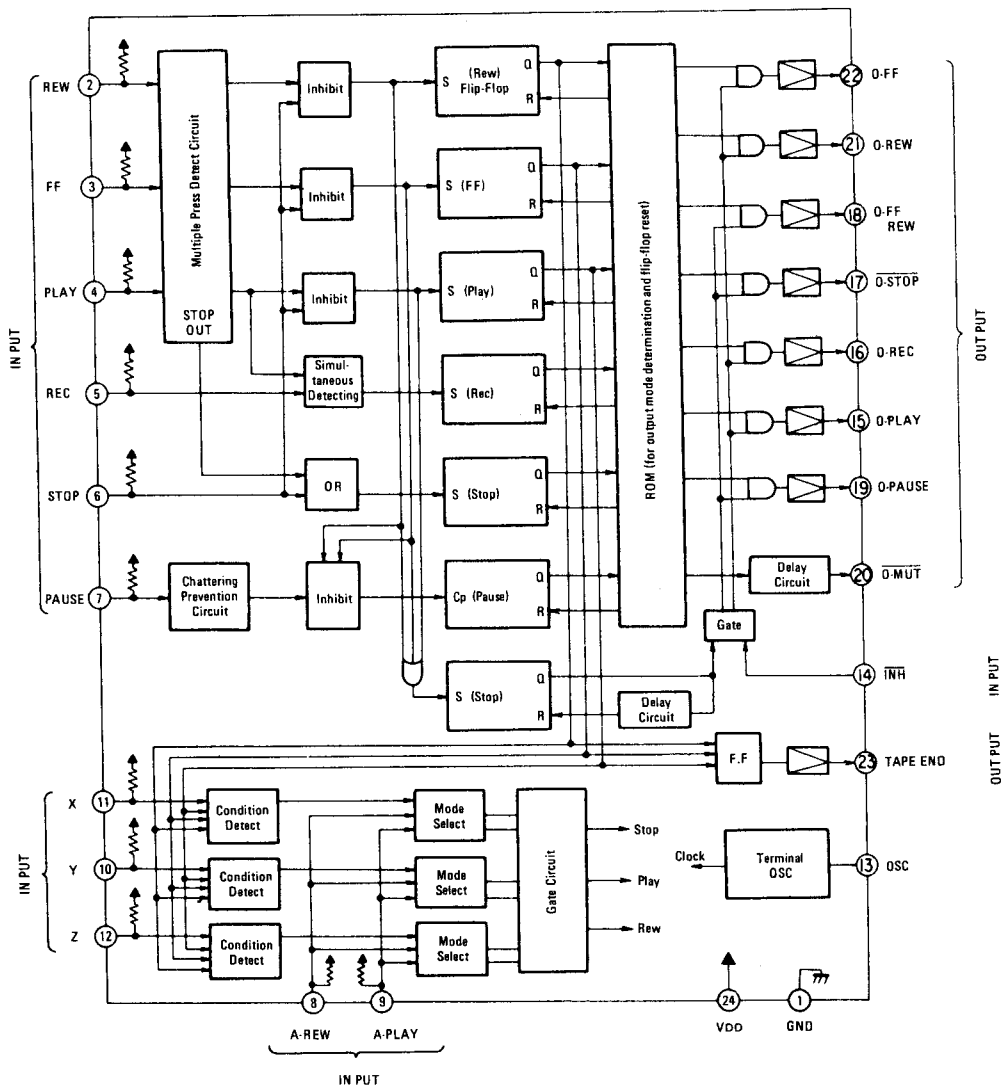 REW
2
FF
3
PLAY
4
REC
5
STOP
6
PAUSE
7
IN PUT
Multiple Press Detect Circuit
STOP
OUT
Inhibit
Inhibit
Inhibit
Simul-
taneous
Detecting
OR
Chattering
Prevention
Circuit
Inhibit
S
(Rew)
Flip-Flop
Q
R
S (FF)
Q
R
S (Play)
Q
R
S (Rec)
Q
R
S (Stop)
Q
R
Cp (Pause)
Q
R
S (Stop)
Q
R
Delay
Circuit
ROM (for output mode determination and flip-flop reset)
22
O-FF
21
O-REW
18
O-FF
REW
17
O-STOP
16
O-REC
15
O-PLAY
19
O-PAUSE
Delay
Circuit
20
O-MUT
OUT PUT
Gate
14
INH
IN PUT
F.F
23
TAPE END
OUT PUT
X
11
Y
10
Z
12
IN PUT
Condition
Detect
Condition
Detect
Condition
Detect
Mode
Select
Mode
Select
Mode
Select
Gate Circuit
Stop
Play
Rew
Clock
Terminal
OSC
13
OSC
8
A-REW
9
A-PLAY
IN PUT
24
VDD
1
GND